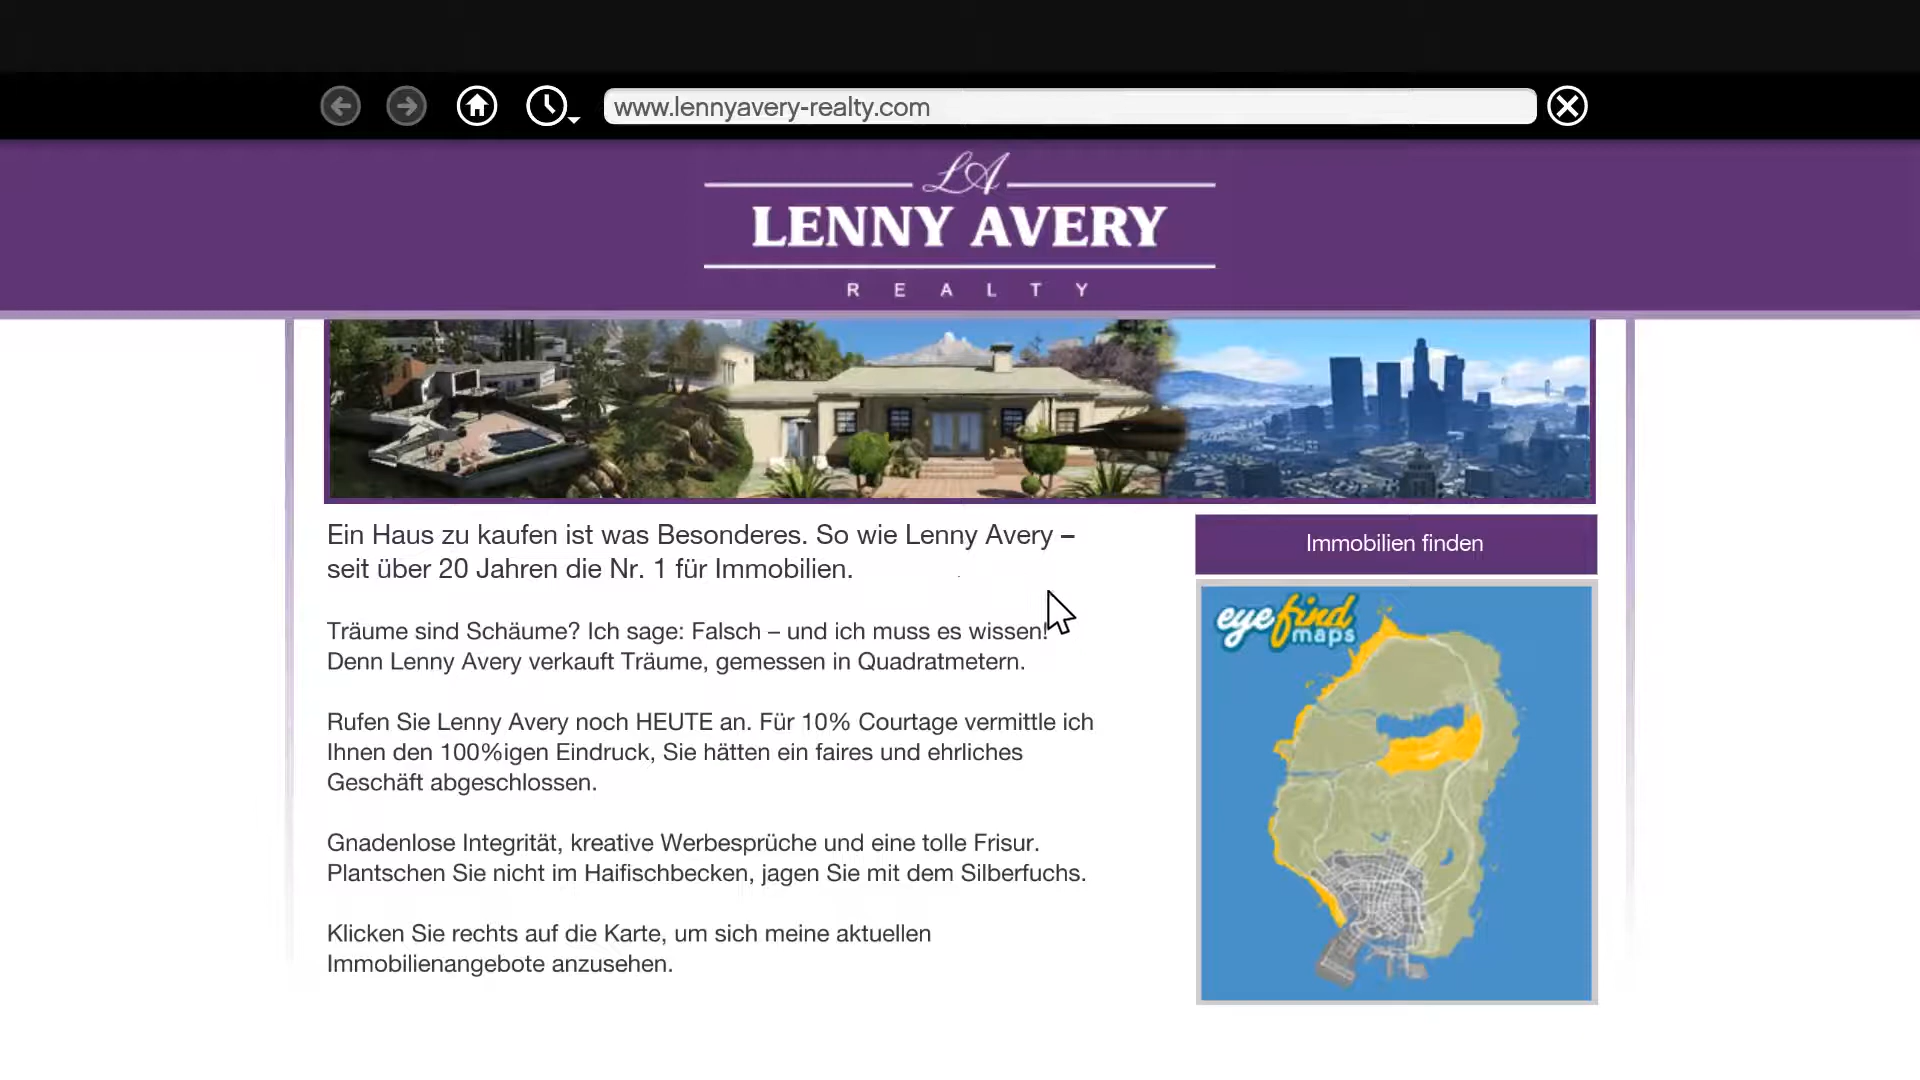 www.lennyavery-realty.com
LA
LENNY AVERY
REALTY
Ein Haus zu kaufen ist was Besonderes. So wie Lenny Avery –
seit über 20 Jahren die Nr. 1 für Immobilien.
Träume sind Schäume? Ich sage: Falsch – und ich muss es wissen!
Denn Lenny Avery verkauft Träume, gemessen in Quadratmetern.
Rufen Sie Lenny Avery noch HEUTE an. Für 10% Courtage vermittle ich
Ihnen den 100%igen Eindruck, Sie hätten ein faires und ehrliches
Geschäft abgeschlossen.
Gnadenlose Integrität, kreative Werbesprüche und eine tolle Frisur.
Plantschen Sie nicht im Haifischbecken, jagen Sie mit dem Silberfuchs.
Klicken Sie rechts auf die Karte, um sich meine aktuellen
Immobilienangebote anzusehen.
Immobilien finden
eyefind
maps